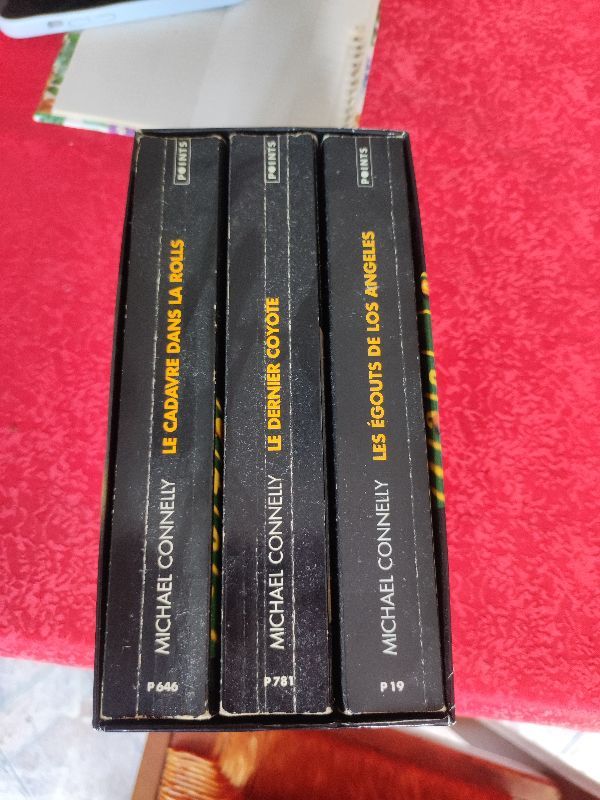 POINTS
LE CADAVRE DANS LA ROLLS
MICHAEL CONNELLY
P646
POINTS
LE DERNIER COYOTE
MICHAEL CONNELLY
P781
POINTS
LES ÉGOUTS DE LOS ANGELES
MICHAEL CONNELLY
P19